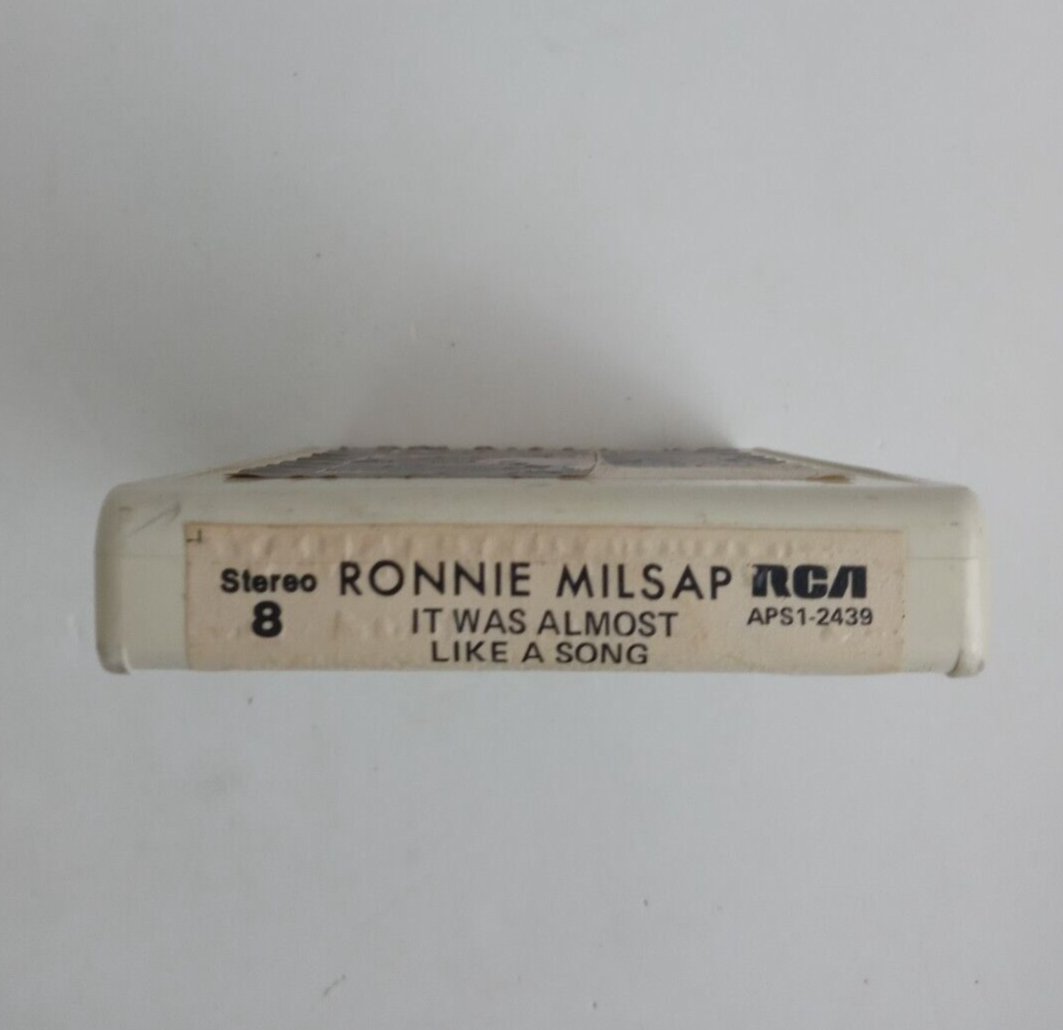 Stereo RONNIE MILSAP RCA
8 IT WAS ALMOST APS1-2439
LIKE A SONG